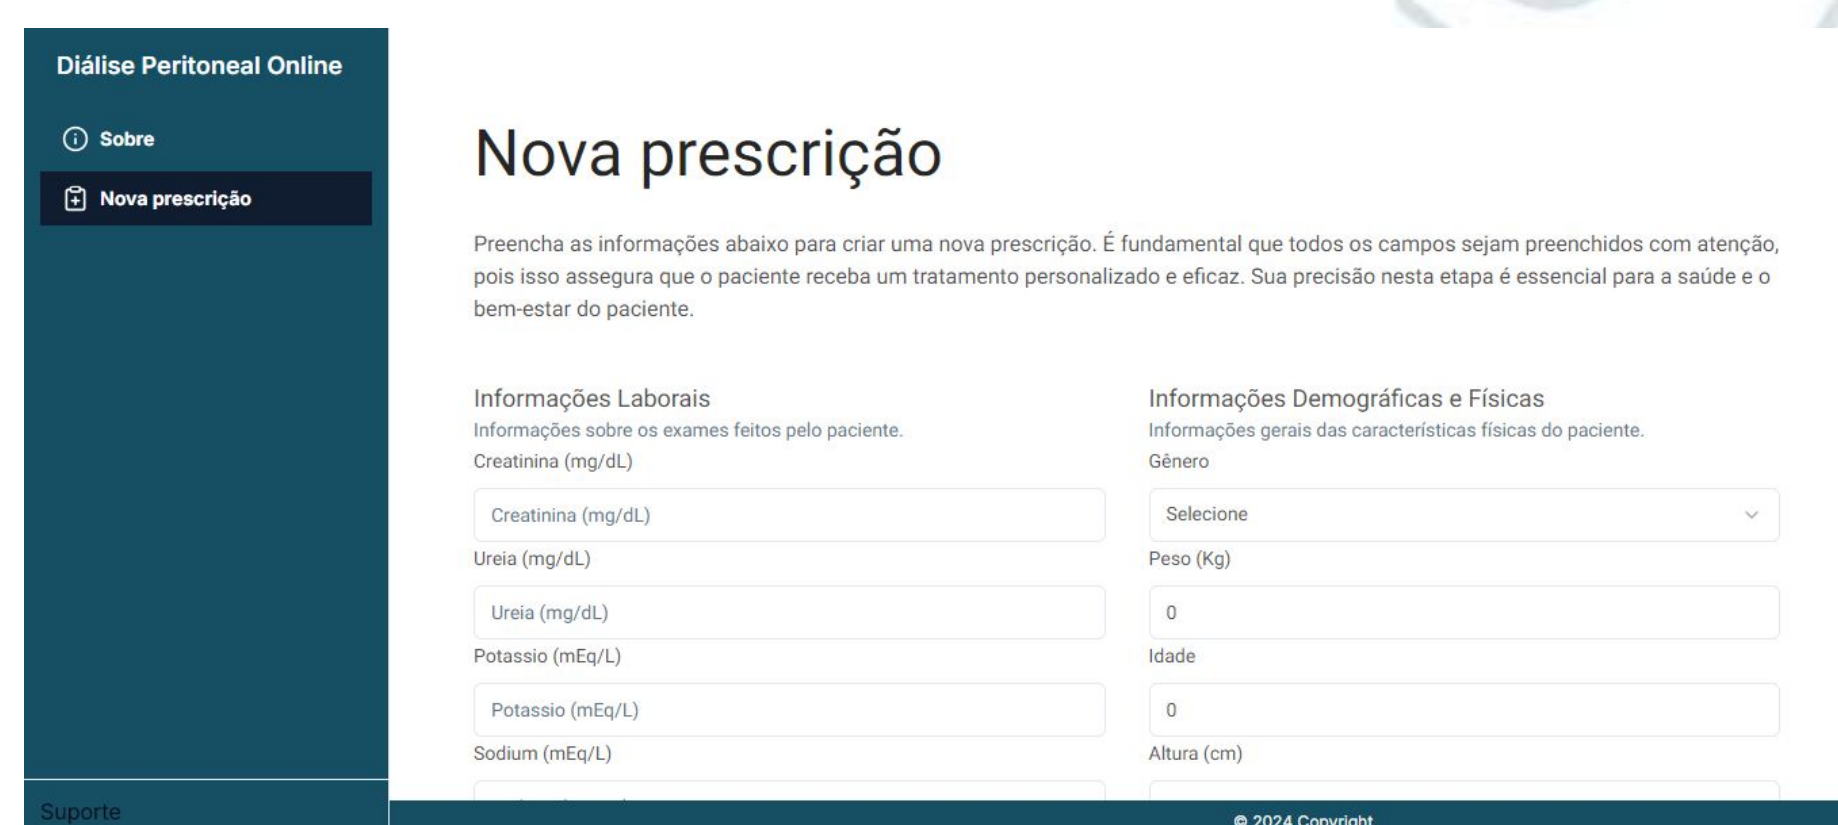 Diálise Peritoneal Online
Sobre
Nova prescrição
Suporte
Nova prescrição
Preencha as informações abaixo para criar uma nova prescrição. É fundamental que todos os campos sejam preenchidos com atenção,
pois isso assegura que o paciente receba um tratamento personalizado e eficaz. Sua precisão nesta etapa é essencial para a saúde e o
bem-estar do paciente.
Informações Laborais
Informações sobre os exames feitos pelo paciente.
Creatinina (mg/dL)
Creatinina (mg/dL)
Ureia (mg/dL)
Ureia (mg/dL)
Potassio (mEq/L)
Potassio (mEq/L)
Sodium (mEq/L)
Informações Demográficas e Físicas
Informações gerais das características físicas do paciente.
Gênero
Selecione
Peso (Kg)
0
Idade
0
Altura (cm)
© 2024 Copyright